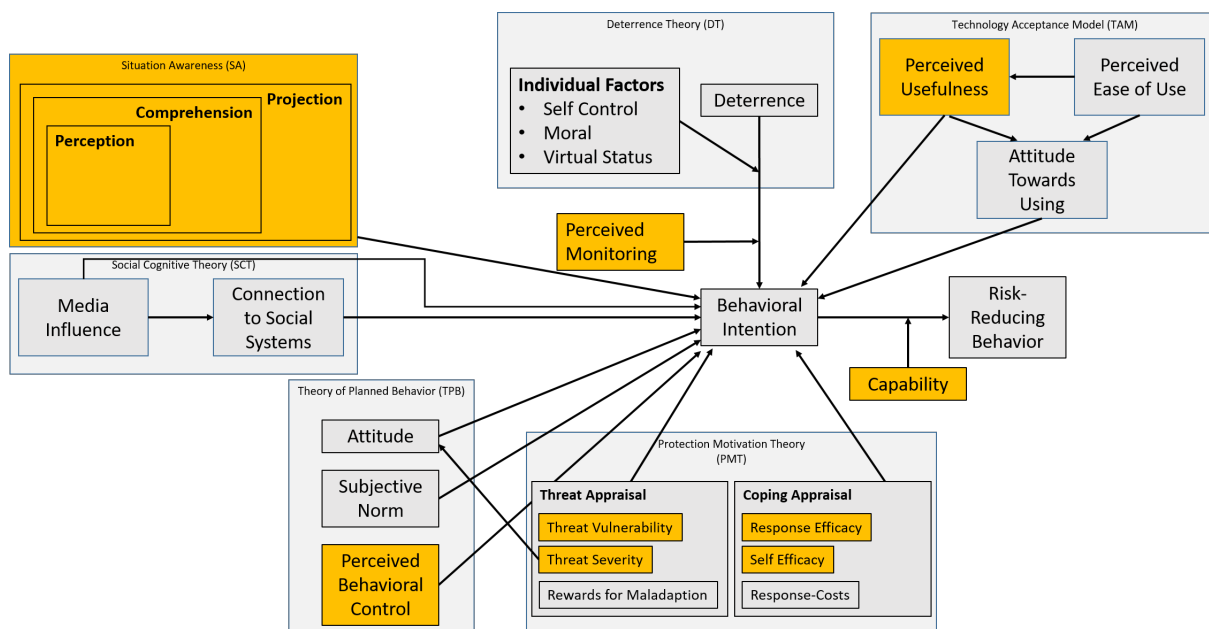 Situation Awareness (SA)
Projection
Comprehension
Perception
Social Cognitive Theory (SCT)
Media
Influence
Connection
to Social
Systems
Deterrence Theory (DT)
Individual Factors
• Self Control
• Moral
• Virtual Status
Deterrence
Perceived
Monitoring
Technology Acceptance Model (TAM)
Perceived
Usefulness
Perceived
Ease of Use
Attitude
Towards
Using
Behavioral
Intention
Risk-
Reducing
Behavior
Capability
Theory of Planned Behavior (TPB)
Attitude
Subjective
Norm
Perceived
Behavioral
Control
Protection Motivation Theory
(PMT)
Threat Appraisal
Threat Vulnerability
Threat Severity
Rewards for Maladaption
Coping Appraisal
Response Efficacy
Self Efficacy
Response-Costs